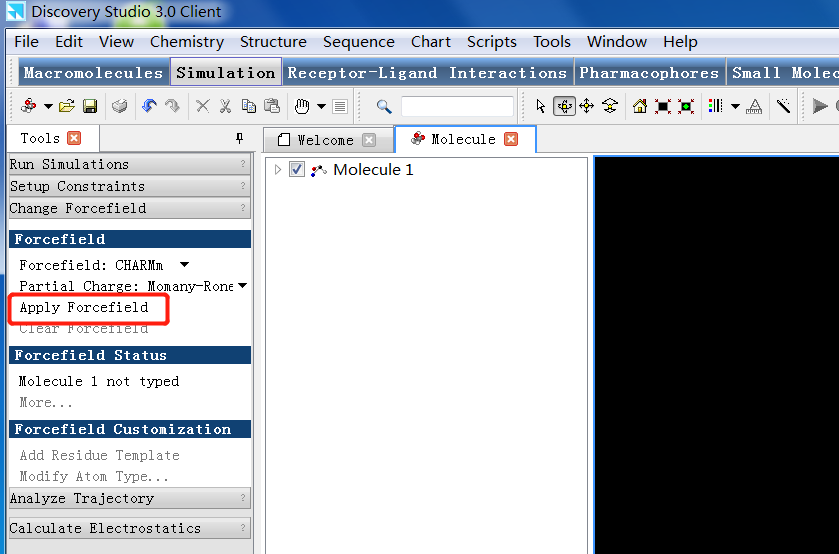 Discovery Studio 3.0 Client
File Edit View Chemistry Structure Sequence Chart Scripts Tools Window Help
Macromolecules Simulation Receptor-Ligand Interactions Pharmacophores Small Molec
Tools
Welcome Molecule
Run Simulations ?
Molecule 1
Setup Constraints ?
Change Forcefield ?
Forcefield
Forcefield: CHARMm
Partial Charge: Momany-Rone
Apply Forcefield
Clear Forcefield
Forcefield Status
Molecule 1 not typed
More...
Forcefield Customization
Add Residue Template
Modify Atom Type...
Analyze Trajectory ?
Calculate Electrostatics ?